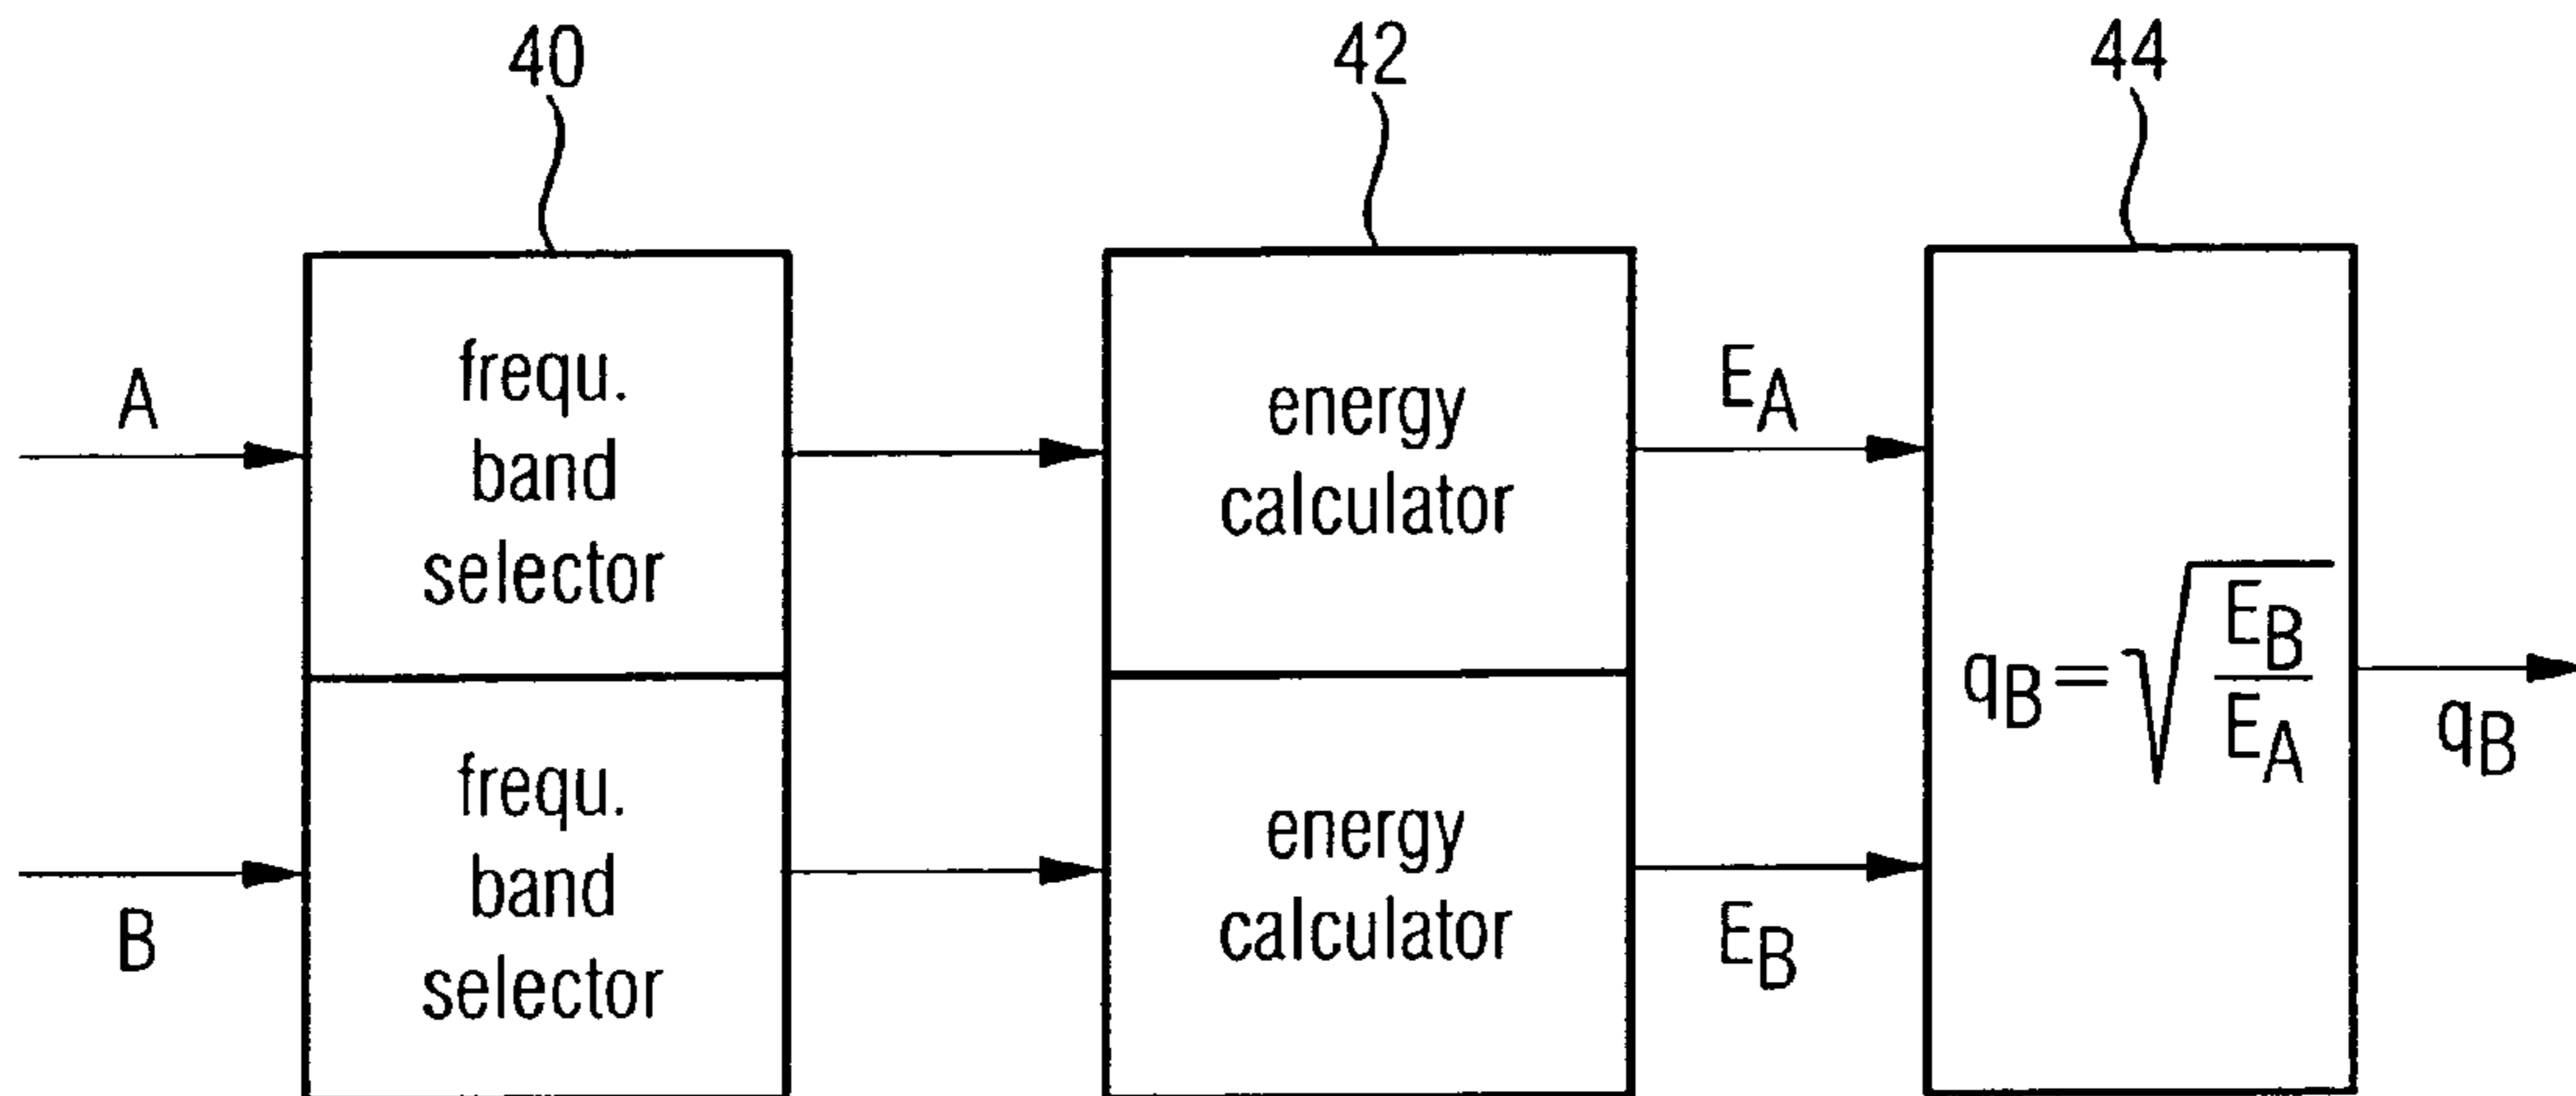 40
42
44
A
frequ.
band
selector
energy
calculator
E_A
q_B = √(E_B/E_A)
q_B
B
frequ.
band
selector
energy
calculator
E_B